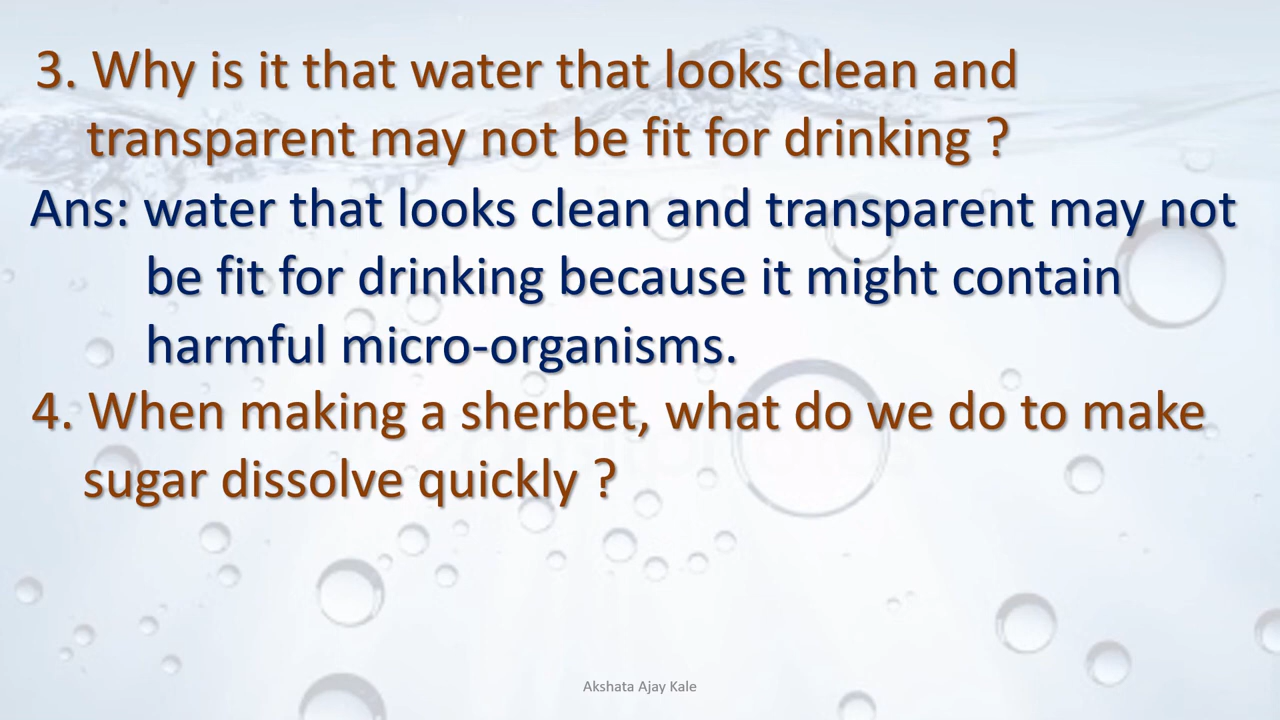 3. Why is it that water that looks clean and
transparent may not be fit for drinking ?
Ans: water that looks clean and transparent may not
be fit for drinking because it might contain
harmful micro-organisms.
4. When making a sherbet, what do we do to make
sugar dissolve quickly ?
Akshata Ajay Kale